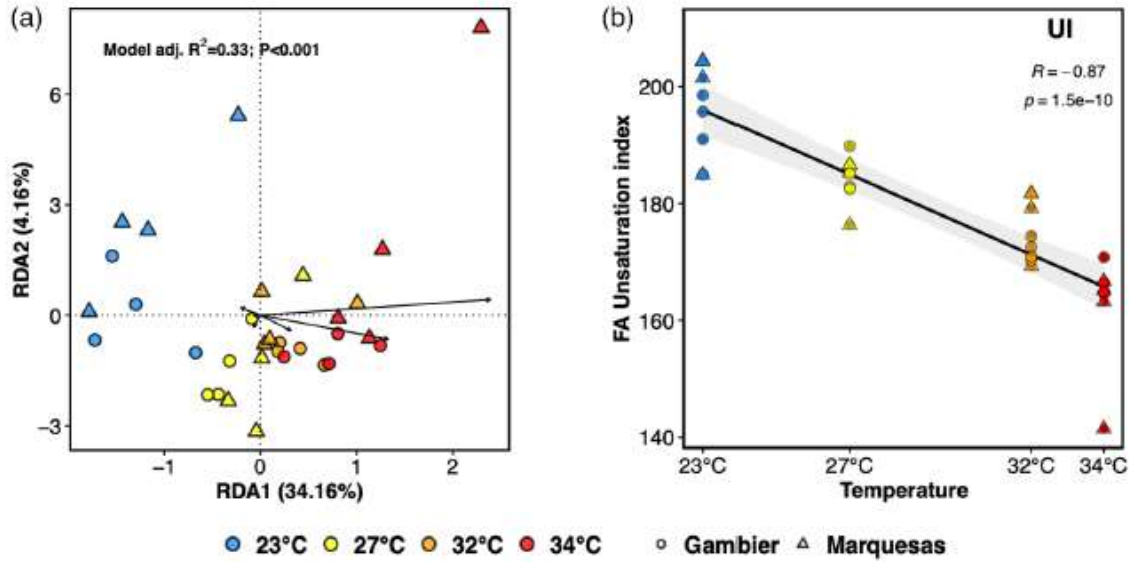 (a)
Model adj. R²=0.33; P<0.001
RDA2 (4.16%)
6
3
0
−3
−1
0
1
2
RDA1 (34.16%)
(b)
UI
R = −0.87
p = 1.5e−10
FA Unsaturation index
200
180
160
140
23°C
27°C
32°C
34°C
Temperature
23°C 27°C 32°C 34°C Gambier Marquesas